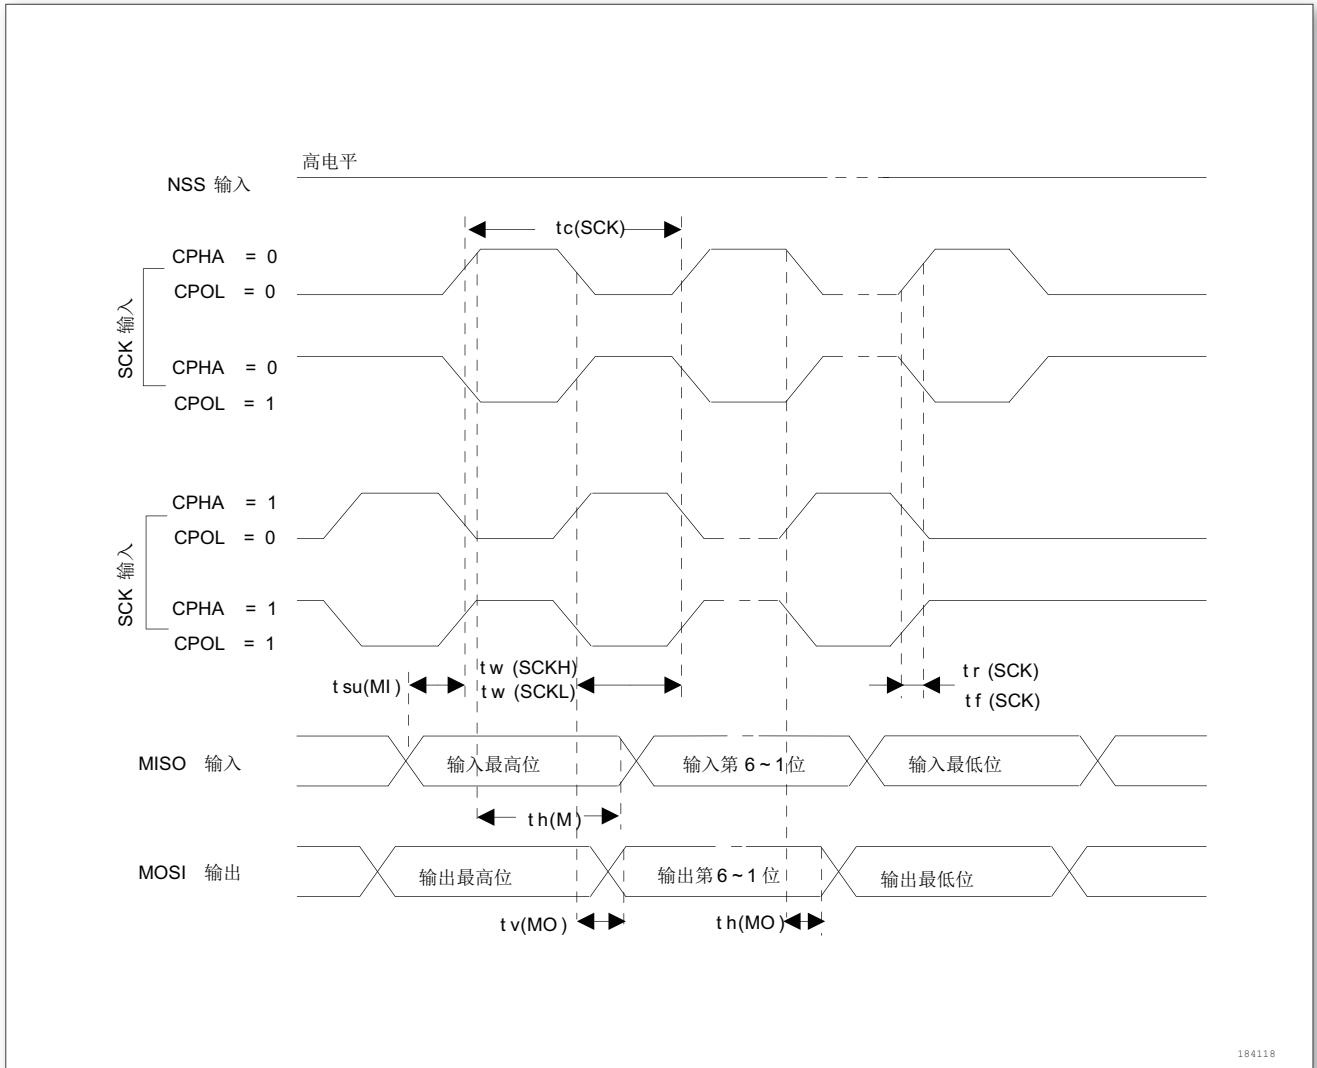 高电平
NSS 输入
tc(SCK)
CPHA = 0
CPOL = 0
SCK 输入
CPHA = 0
CPOL = 1
CPHA = 1
CPOL = 0
SCK 输入
CPHA = 1
CPOL = 1
tsu(MI)
tw (SCKH)
tw (SCKL)
tr (SCK)
tf (SCK)
MISO 输入
输入最高位
输入第 6~1位
输入最低位
th(M)
MOSI 输出
输出最高位
输出第6~1 位
输出最低位
tv(MO)
th(MO)
184118